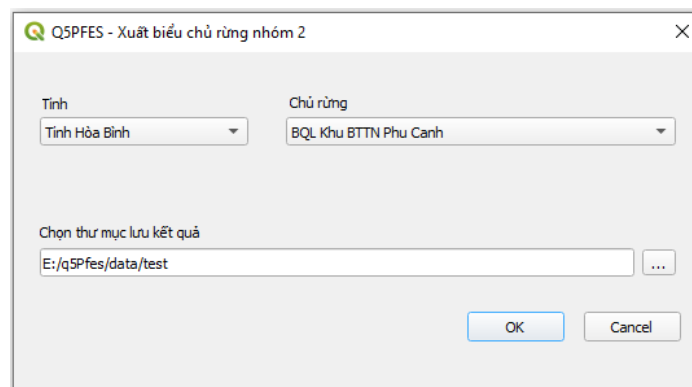 Q5PFES - Xuất biểu chủ rừng nhóm 2
Tỉnh
Chủ rừng
Tỉnh Hòa Bình
BQL Khu BTTN Phu Canh
Chọn thư mục lưu kết quả
E:/q5Pfes/data/test
...
OK
Cancel